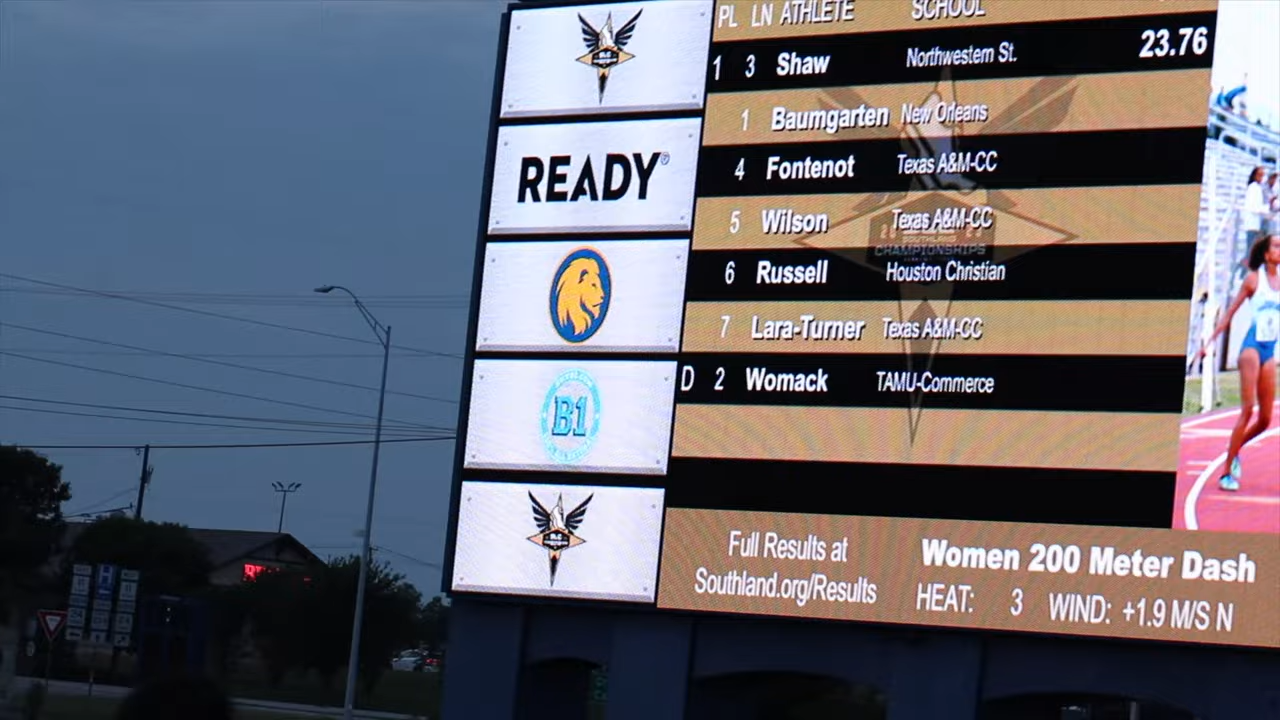 PL LN ATHLETE SCHOOL
1 3 Shaw Northwestern St. 23.76
1 Baumgarten New Orleans
4 Fontenot Texas A&M-CC
5 Wilson Texas A&M-CC
6 Russell Houston Christian
7 Lara-Turner Texas A&M-CC
D 2 Womack TAMU-Commerce
SOUTHLAND
CHAMPIONSHIPS
READY®
B1
Full Results at
Southland.org/Results
Women 200 Meter Dash
HEAT: 3 WIND: +1.9 M/S N
H